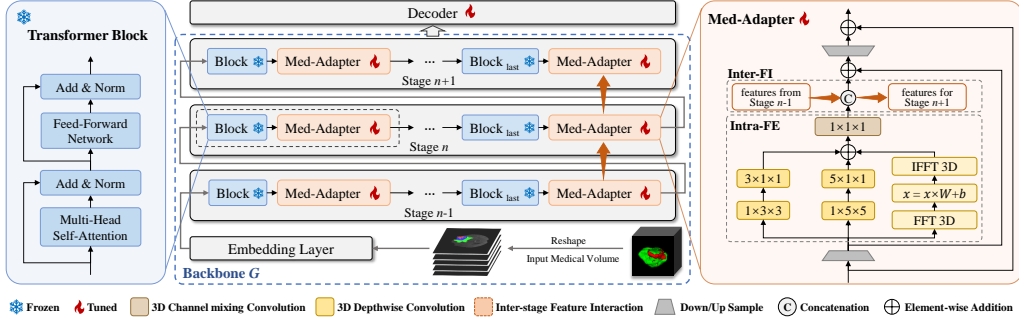 Transformer Block
Add & Norm
Feed-Forward
Network
Add & Norm
Multi-Head
Self-Attention
Decoder
Block
Med-Adapter
...
Block last
Med-Adapter
Stage n+1
Block
Med-Adapter
...
Block last
Med-Adapter
Stage n
Block
Med-Adapter
...
Block last
Med-Adapter
Stage n-1
Embedding Layer
Reshape
Input Medical Volume
Backbone G
Med-Adapter
Inter-FI
features from
Stage n-1
C
features for
Stage n+1
Intra-FE
1×1×1
3×1×1
5×1×1
IFFT 3D
1×3×3
1×5×5
x = x×W+b
FFT 3D
Frozen
Tuned
3D Channel mixing Convolution
3D Depthwise Convolution
Inter-stage Feature Interaction
Down/Up Sample
C Concatenation
Element-wise Addition